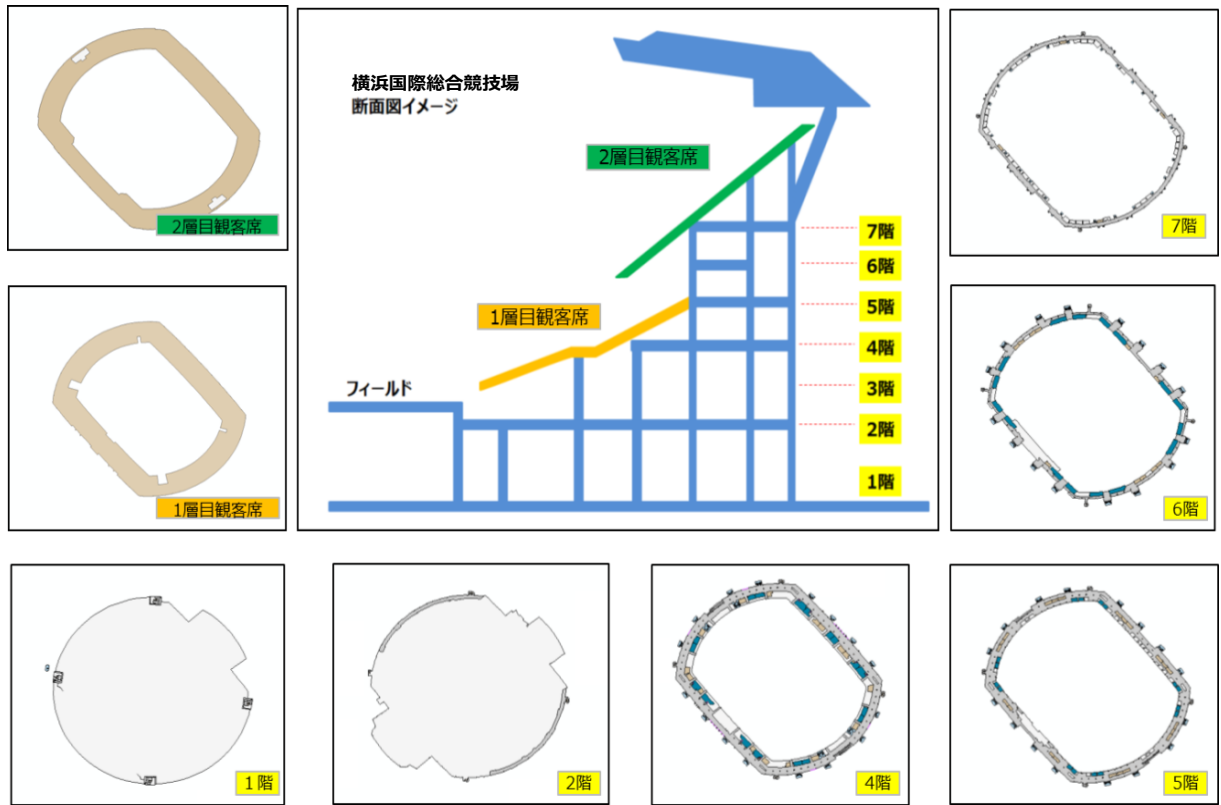 横浜国際総合競技場
断面図イメージ
2層目観客席
2層目観客席
7階
7階
6階
5階
1層目観客席
4階
フィールド
3階
2階
1層目観客席
1階
6階
1階
2階
4階
5階